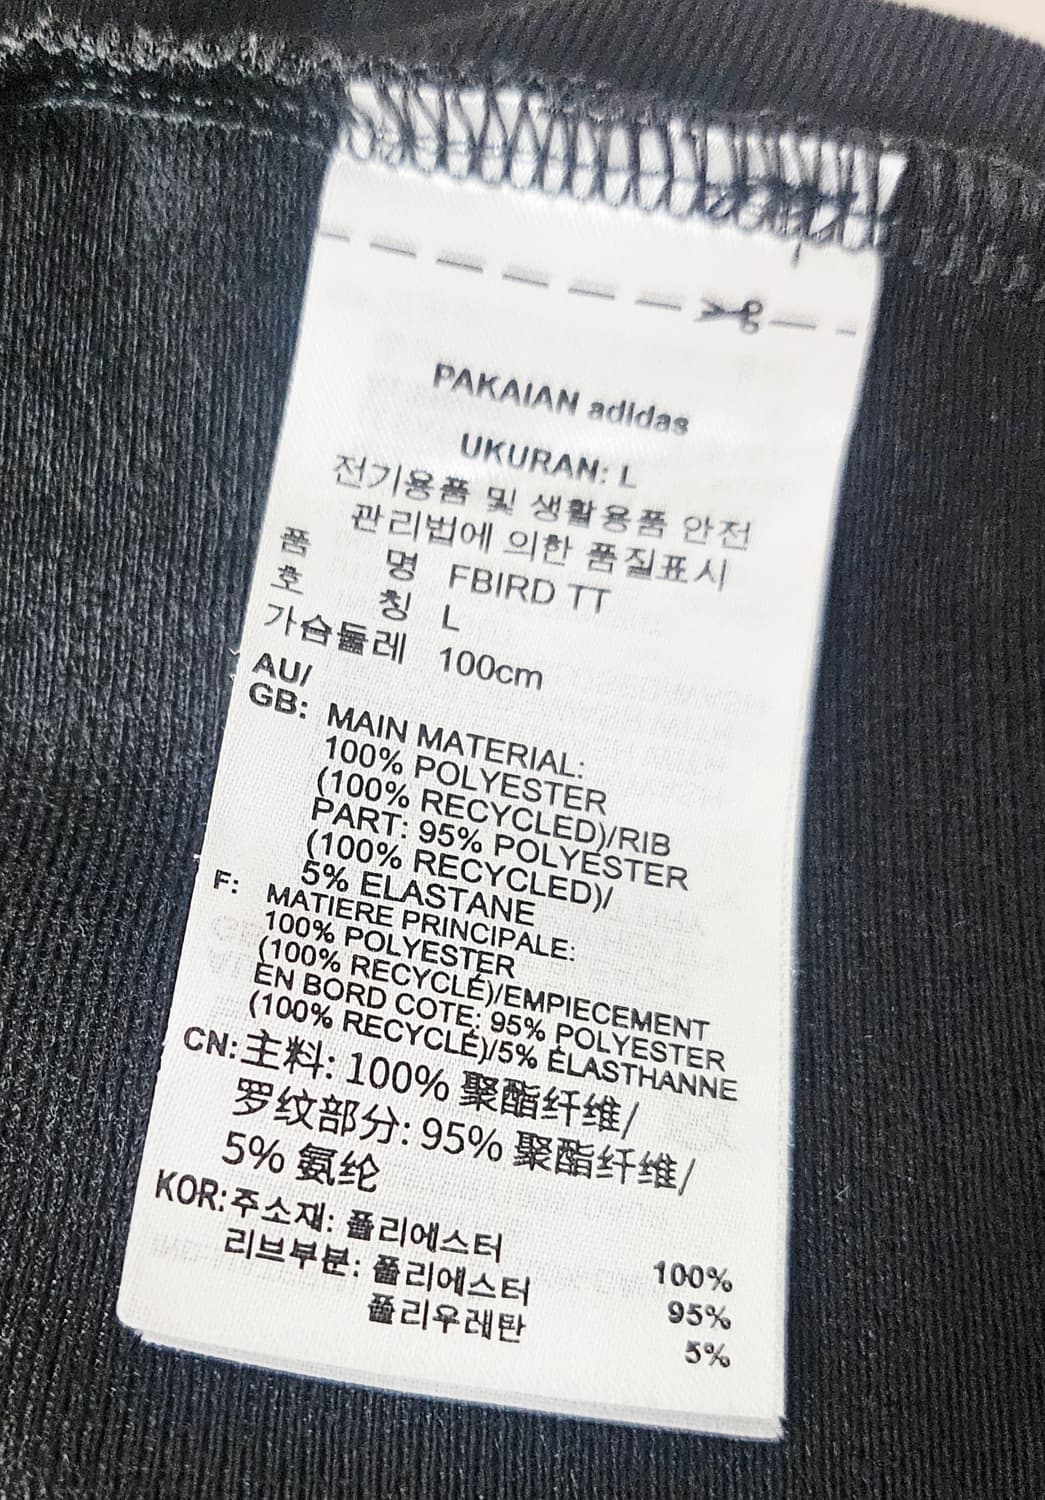 PAKAIAN adidas
UKURAN: L
전기용품 및 생활용품 안전
관리법에 의한 품질표시
품 명 FBIRD TT
호 칭 L
가슴둘레 100cm
AU/
GB: MAIN MATERIAL:
100% POLYESTER
(100% RECYCLED)/RIB
PART: 95% POLYESTER
(100% RECYCLED)/
5% ELASTANE
F: MATIERE PRINCIPALE:
100% POLYESTER
(100% RECYCLÉ)/EMPIECEMENT
EN BORD COTE: 95% POLYESTER
(100% RECYCLÉ)/5% ÉLASTHANNE
CN: 主料: 100% 聚酯纤维/
罗纹部分: 95% 聚酯纤维/
5% 氨纶
KOR: 주소재: 폴리에스터 100%
리브부분: 폴리에스터 95%
폴리우레탄 5%